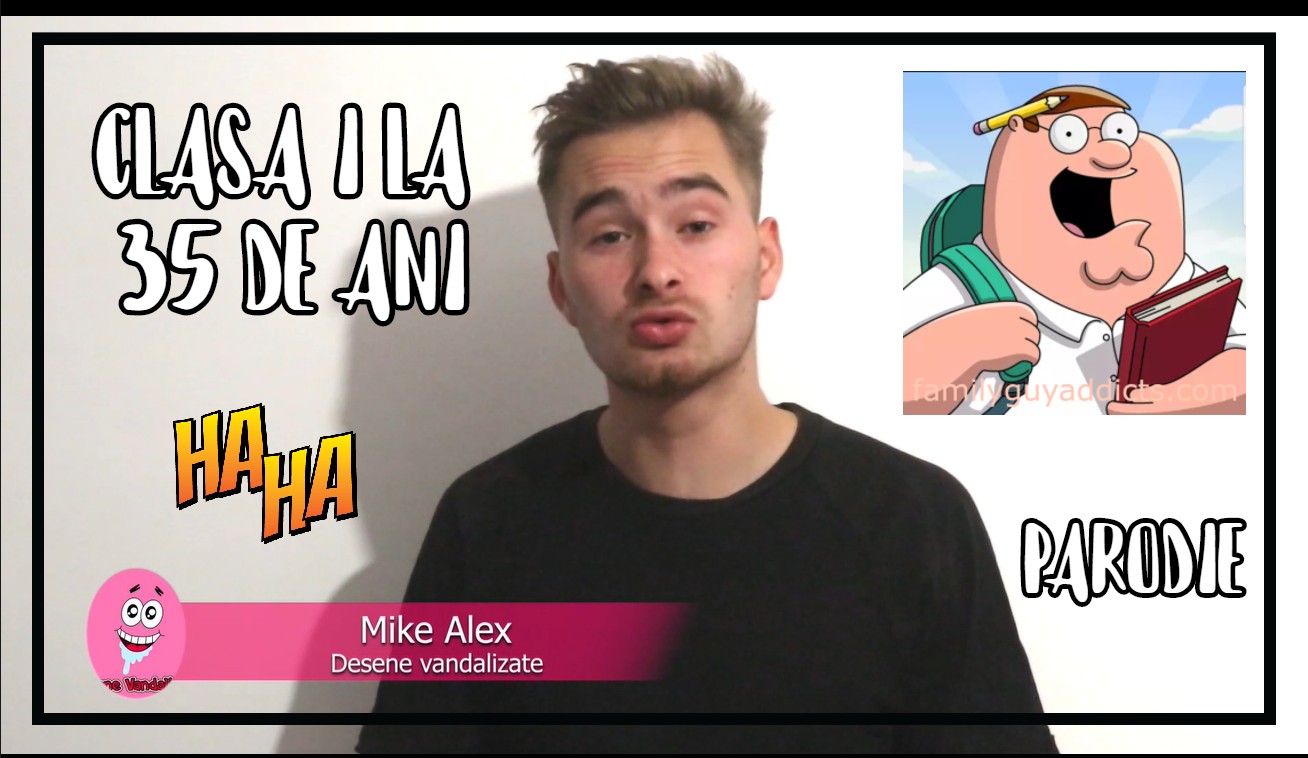 CLASA I LA
35 DE ANI
familyguyaddicts.com
HA
HA
PARODIE
Mike Alex
Desene vandalizate